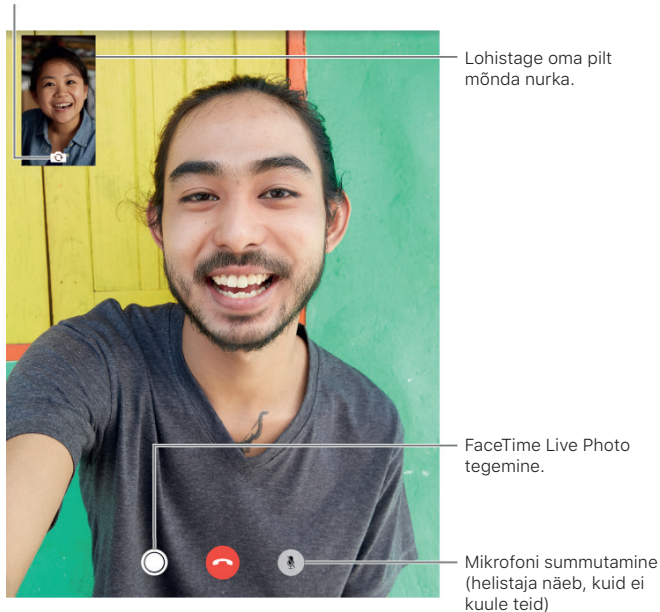 Lohistage oma pilt
mõnda nurka.
FaceTime Live Photo
tegemine.
Mikrofoni summutamine
(helistaja näeb, kuid ei
kuule teid)